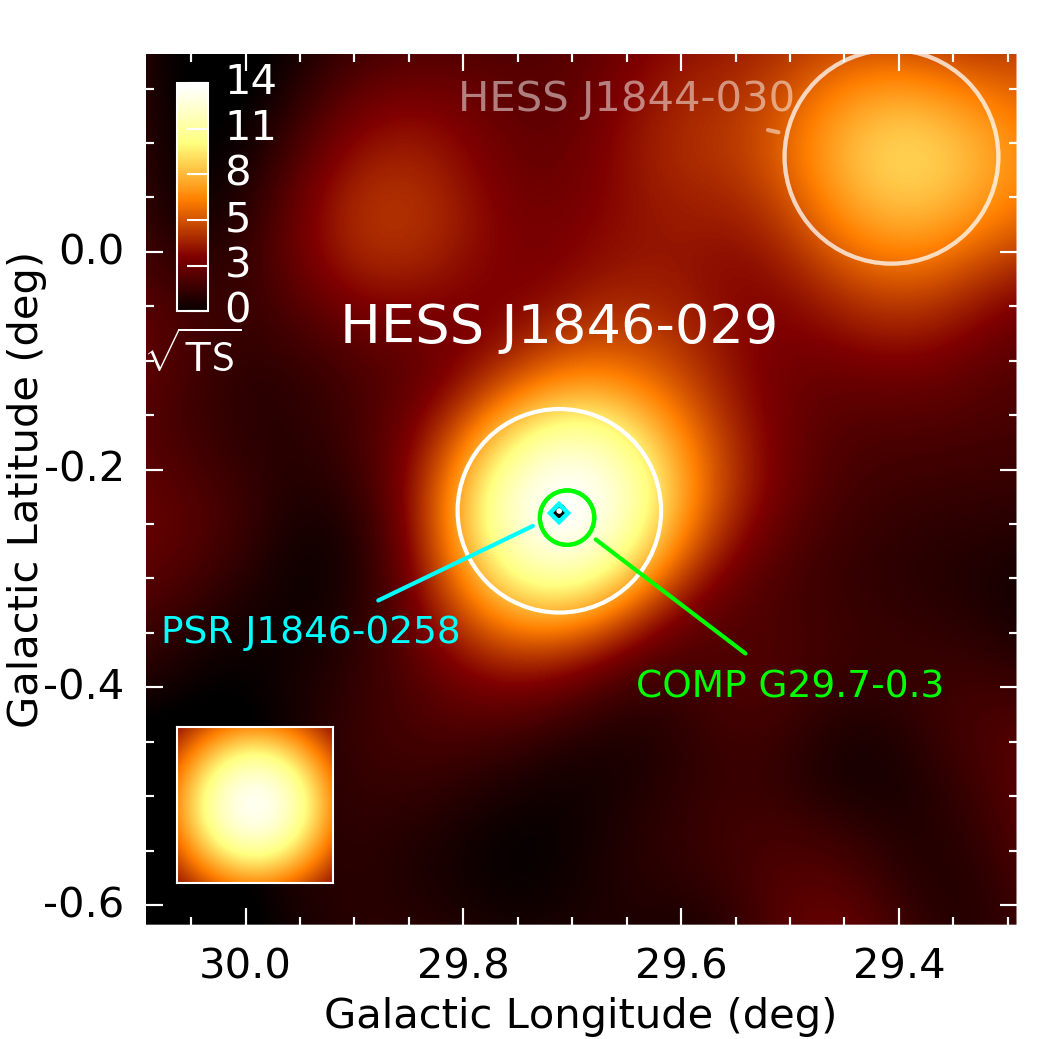 HESS J1844-030
14
11
8
5
3
0
√TS
HESS J1846-029
PSR J1846-0258
COMP G29.7-0.3
0.0
-0.2
-0.4
-0.6
Galactic Latitude (deg)
30.0 29.8 29.6 29.4
Galactic Longitude (deg)